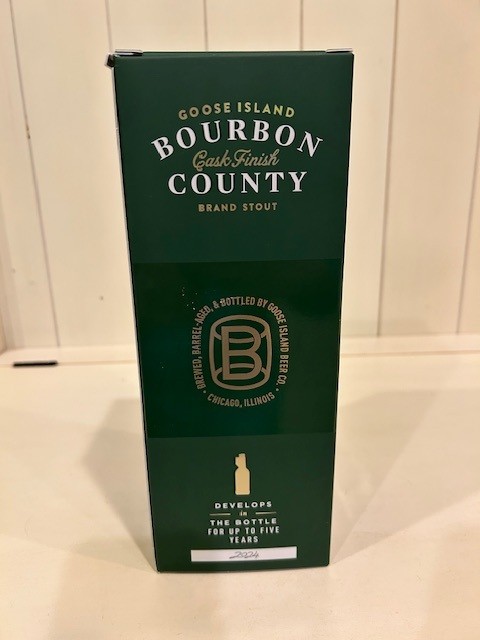 GOOSE ISLAND
BOURBON
Cask Finish
COUNTY
BRAND STOUT
BREWED, BARREL-AGED, & BOTTLED BY GOOSE ISLAND BEER CO.
• CHICAGO, ILLINOIS •
B
DEVELOPS
in
THE BOTTLE
FOR UP TO FIVE
YEARS
2024